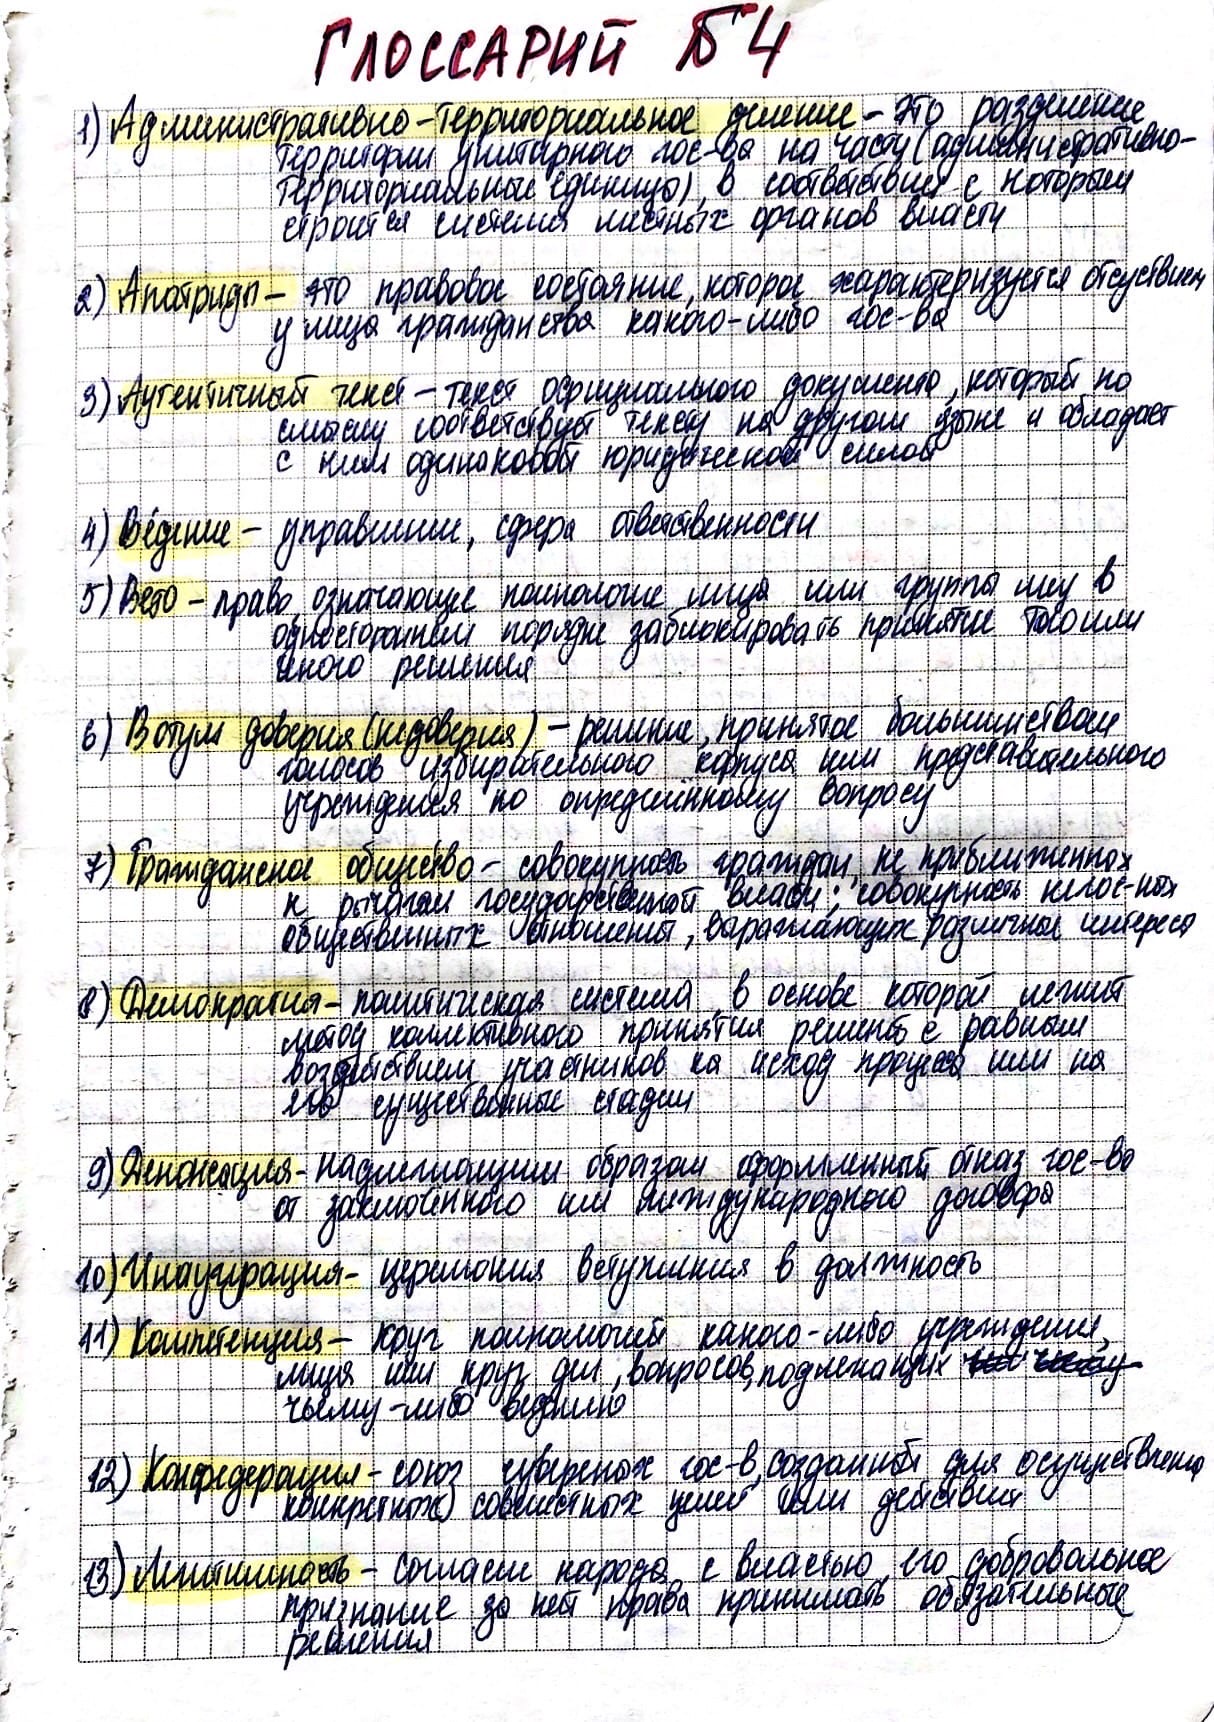 ГЛОССАРИЙ Б4
1) Административно-территориальное деление - это разделение
территории унитарного гос-ва на части (административно-
территориальные единицы), в соответствии с которым
строится система местных органов власти
2) Апатриды - это правовое состояние, которое характеризуется отсуствием
у лица гражданства какого-либо гос-ва
3) Аутентичный текст - текст официального документа, который по
смыслу соответствует тексту на другом языке и обладает
с ним одинаковой юридической силой
4) Ведение - управление, сфера ответственности
5) Вето - право, означающие полномочие лица или группы лиц в
одностороннем порядке заблокировать принятие того или
иного решения
6) Вотум доверия (недоверия) - решение, принятое большинством
голосов избирательного корпуса или представительного
учреждения по определённому вопросу
7) Гражданское общество - совокупность граждан, не приближенных
к рычагам государственной власти; совокупность негос-ных
общественных отношений, выражающих различные интересы
8) Демократия - политическая система, в основе которой лежит
метод коллективного принятия решений с равным
воздействием участников на исход процесса или на
его существенные стадии
9) Денонсация - надлежащим образом оформленный отказ гос-ва
от заключённого им международного договора
10) Инаугурация - церемония вступления в должность
11) Компетенция - круг полномочий какого-либо учреждения,
лица или круг дел, вопросов, подлежащих
чьему-либо ведению
12) Конфедерация - союз суверенных гос-в, созданный для осуществления
конкретных совместных целей или действий
13) Легитимность - согласие народа с властью, его добровольное
признание за ней права принимать обязательные
решения